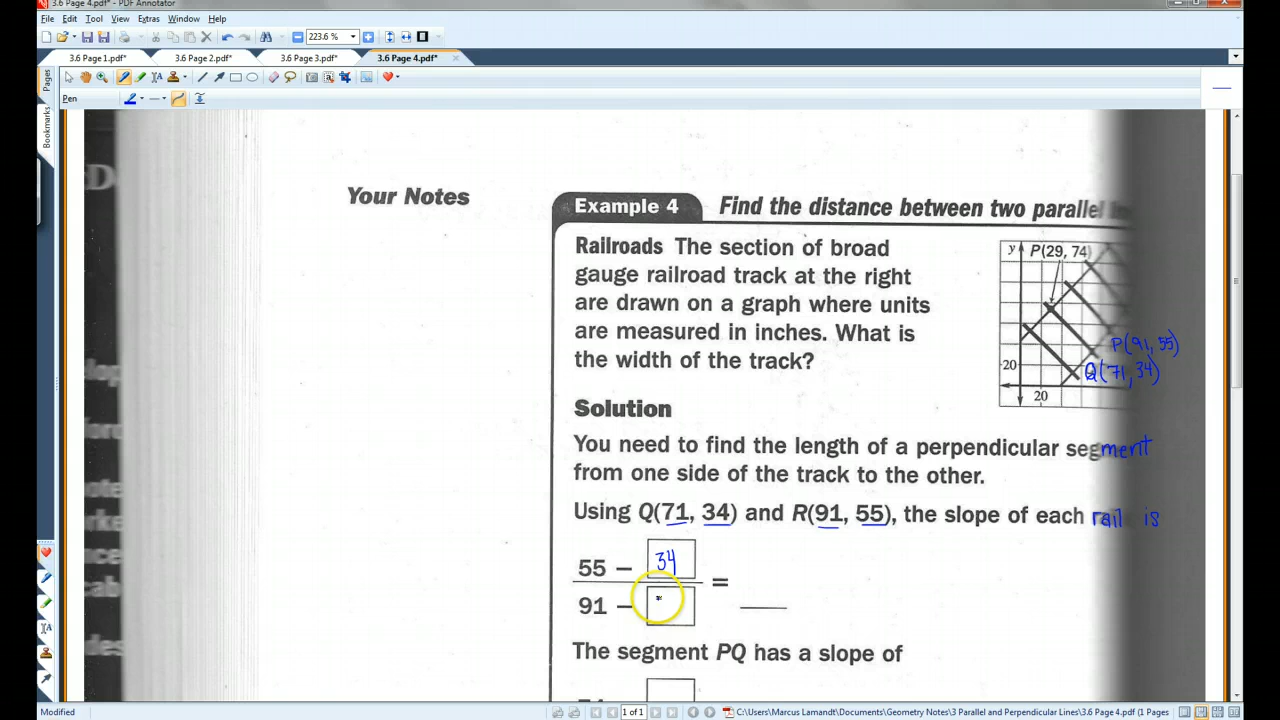 3.6 Page 4.pdf* - PDF Annotator
File Edit Tool View Extras Window Help
223.6 %
3.6 Page 1.pdf* 3.6 Page 2.pdf* 3.6 Page 3.pdf* 3.6 Page 4.pdf*
Pen
Pages
Bookmarks
Your Notes
Example 4 Find the distance between two parallel
Railroads The section of broad
gauge railroad track at the right
are drawn on a graph where units
are measured in inches. What is
the width of the track?
y P(29, 74)
P(91, 55)
Q(71, 34)
20
20
Solution
You need to find the length of a perpendicular segment
from one side of the track to the other.
Using Q(71, 34) and R(91, 55), the slope of each rail is
55 – 34
=
91 –
The segment PQ has a slope of
Modified
1 of 1
C:\Users\Marcus Lamandt\Documents\Geometry Notes\3 Parallel and Perpendicular Lines\3.6 Page 4.pdf (1 Pages